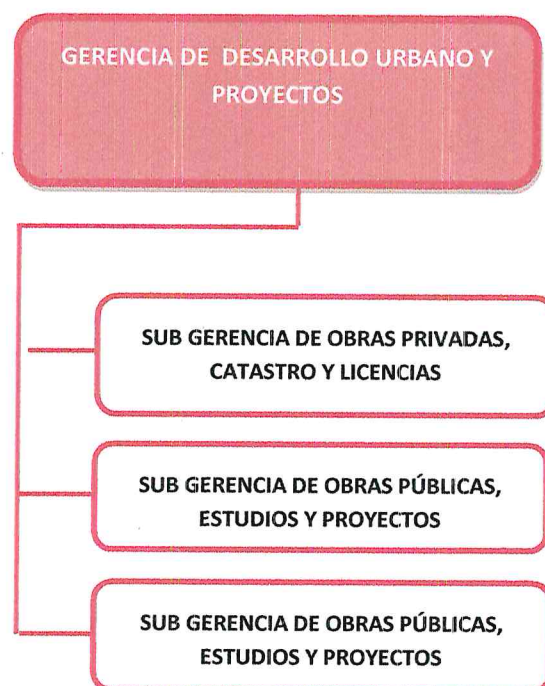 GERENCIA DE DESARROLLO URBANO Y
PROYECTOS
SUB GERENCIA DE OBRAS PRIVADAS,
CATASTRO Y LICENCIAS
SUB GERENCIA DE OBRAS PÚBLICAS,
ESTUDIOS Y PROYECTOS
SUB GERENCIA DE OBRAS PÚBLICAS,
ESTUDIOS Y PROYECTOS